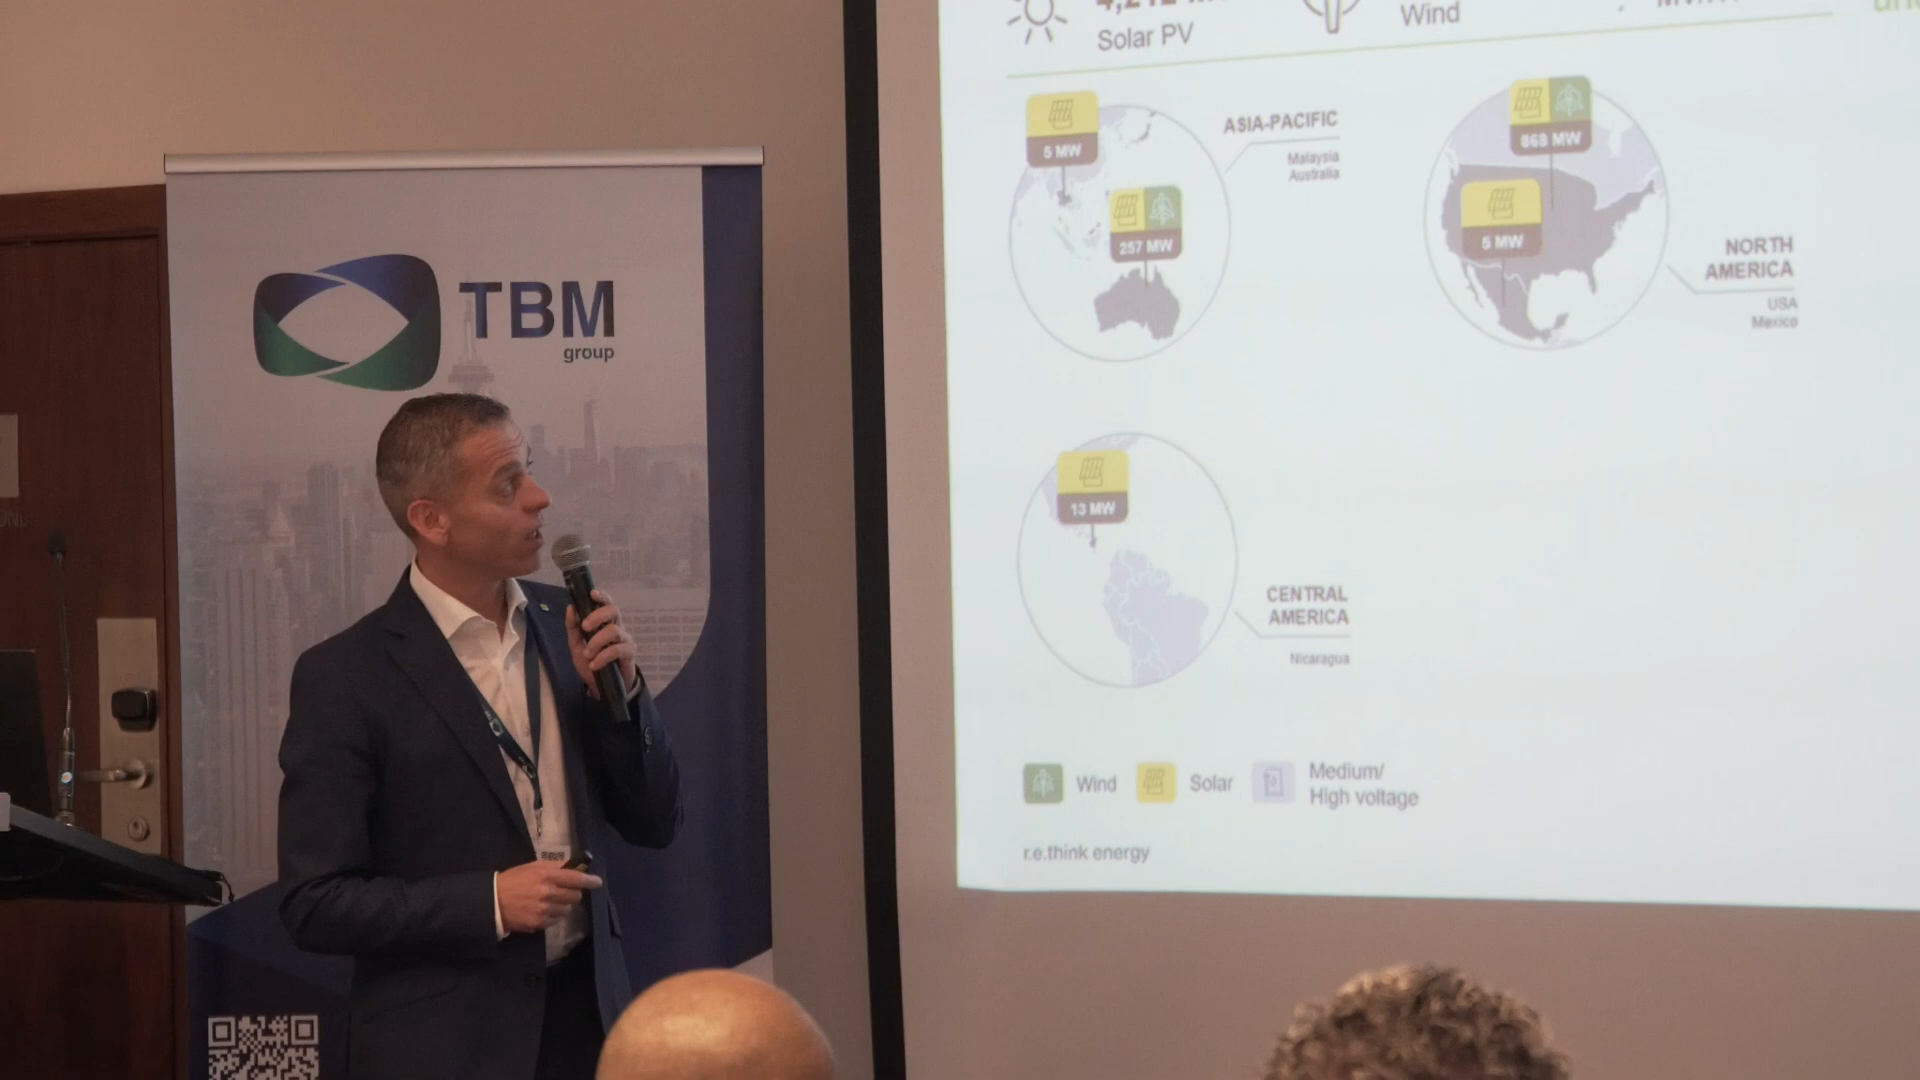 TBM
group
Solar PV
Wind
5 MW
257 MW
ASIA-PACIFIC
Malaysia
Australia
868 MW
5 MW
NORTH
AMERICA
USA
Mexico
13 MW
CENTRAL
AMERICA
Nicaragua
Wind
Solar
Medium/
High voltage
r.e.think energy